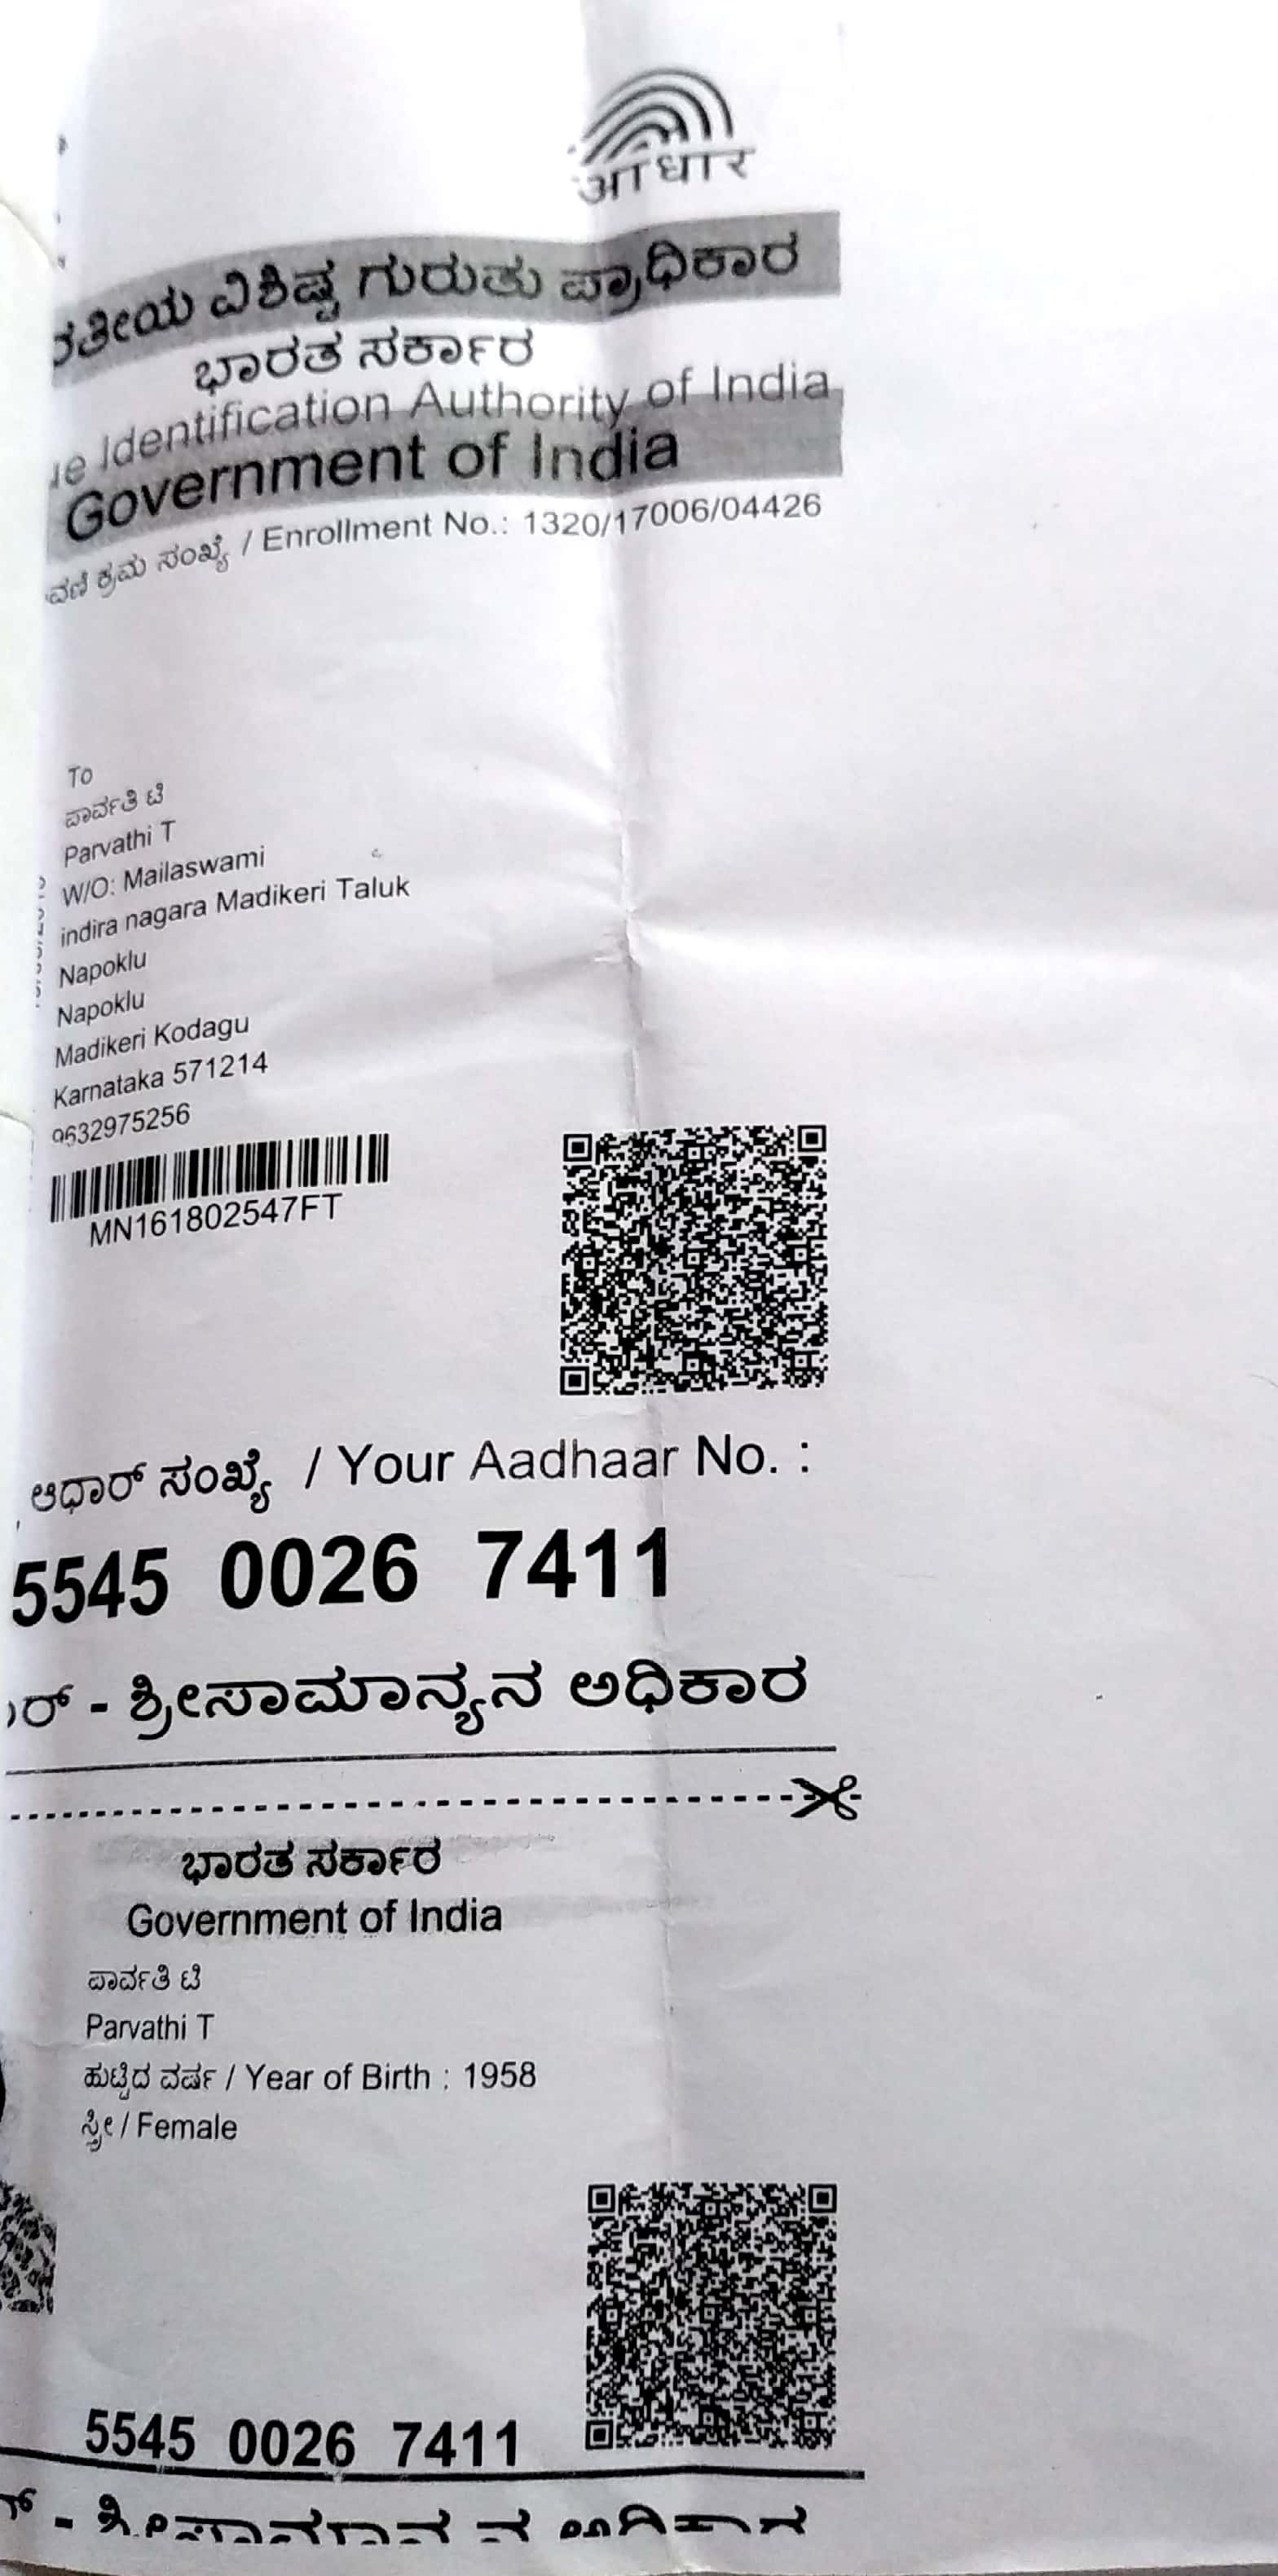 आधार
ರತೀಯ ವಿಶಿಷ್ಟ ಗುರುತು ಪ್ರಾಧಿಕಾರ
ಭಾರತ ಸರ್ಕಾರ
ue Identification Authority of India
Government of India
ವಣಿ ಕ್ರಮ ಸಂಖ್ಯೆ / Enrollment No.: 1320/17006/04426
To
ಪಾರ್ವತಿ ಟಿ
Parvathi T
W/O: Mailaswami
indira nagara Madikeri Taluk
Napoklu
Napoklu
Madikeri Kodagu
Karnataka 571214
9632975256
MN161802547FT
ಆಧಾರ್ ಸಂಖ್ಯೆ / Your Aadhaar No. :
5545 0026 7411
ರ್ - ಶ್ರೀಸಾಮಾನ್ಯನ ಅಧಿಕಾರ
ಭಾರತ ಸರ್ಕಾರ
Government of India
ಪಾರ್ವತಿ ಟಿ
Parvathi T
ಹುಟ್ಟಿದ ವರ್ಷ / Year of Birth : 1958
ಸ್ತ್ರೀ / Female
5545 0026 7411